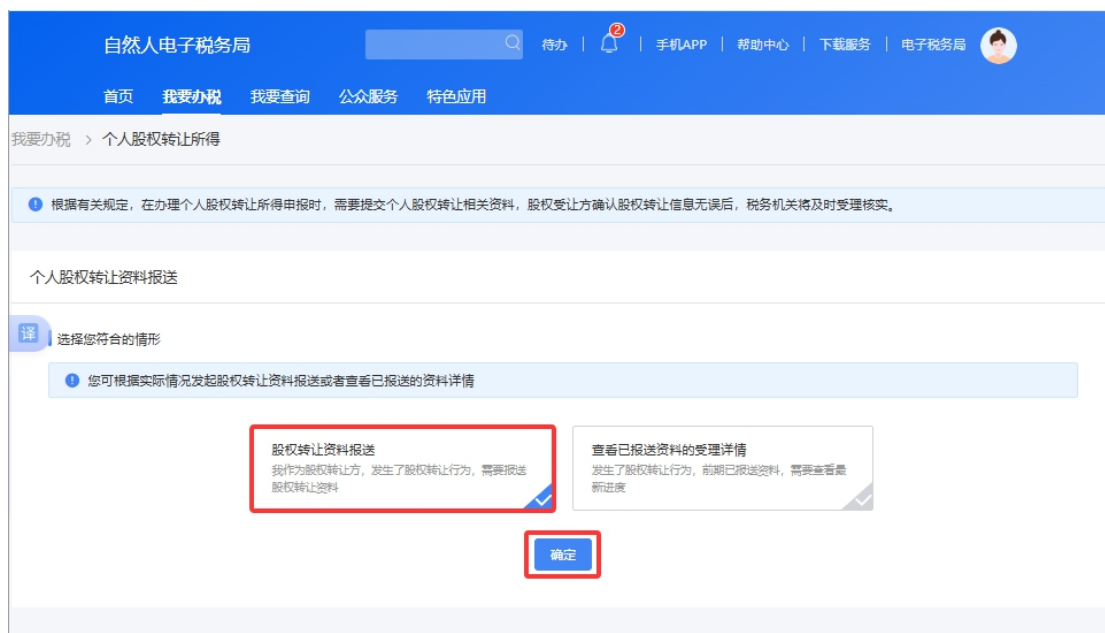 自然人电子税务局
待办
2
手机APP
帮助中心
下载服务
电子税务局
首页
我要办税
我要查询
公众服务
特色应用
我要办税 > 个人股权转让所得
根据有关规定，在办理个人股权转让所得申报时，需要提交个人股权转让相关资料，股权受让方确认股权转让信息无误后，税务机关将及时受理核实。
个人股权转让资料报送
译
选择您符合的情形
您可根据实际情况发起股权转让资料报送或者查看已报送的资料详情
股权转让资料报送
我作为股权转让方，发生了股权转让行为，需要报送
股权转让资料
查看已报送资料的受理详情
发生了股权转让行为，前期已报送资料，需要查看最
新进度
确定